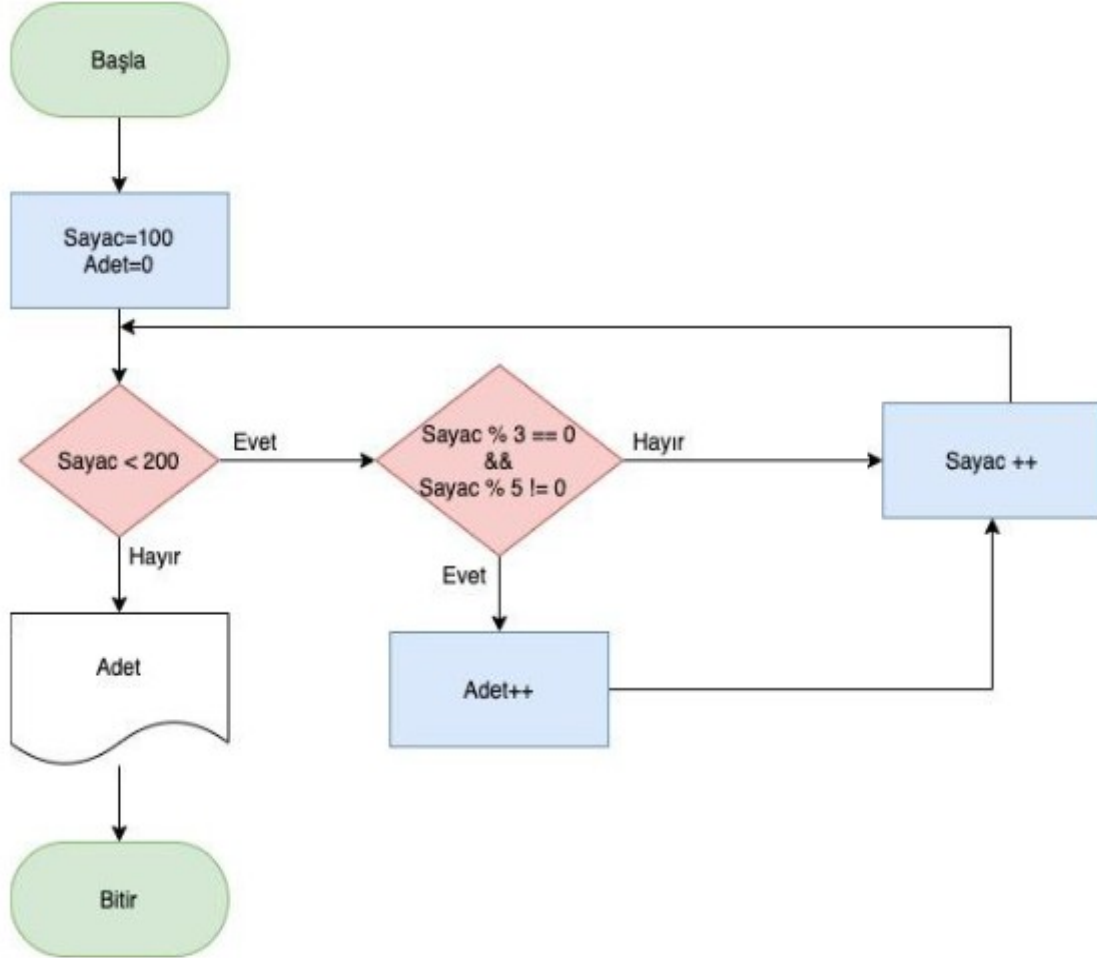 Başla
Sayac=100
Adet=0
Sayac < 200
Evet
Sayac % 3 == 0
&&
Sayac % 5 != 0
Hayır
Sayac ++
Hayır
Evet
Adet
Adet++
Bitir